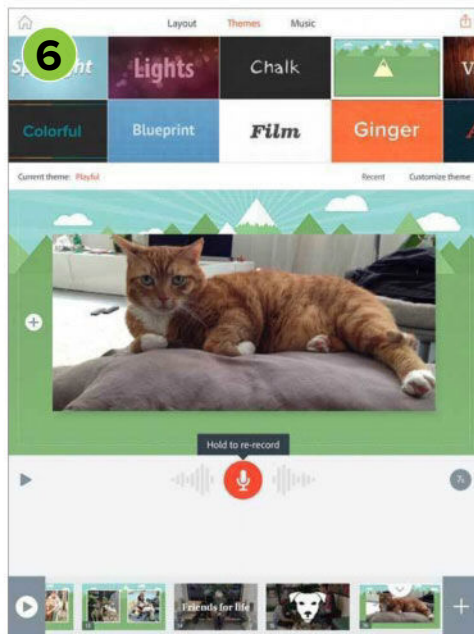 6
Layout Themes Music
Lights Chalk V
Colorful Blueprint Film Ginger
Current theme: Playful Recent Customize theme
Hold to re-record
7s
Friends for life